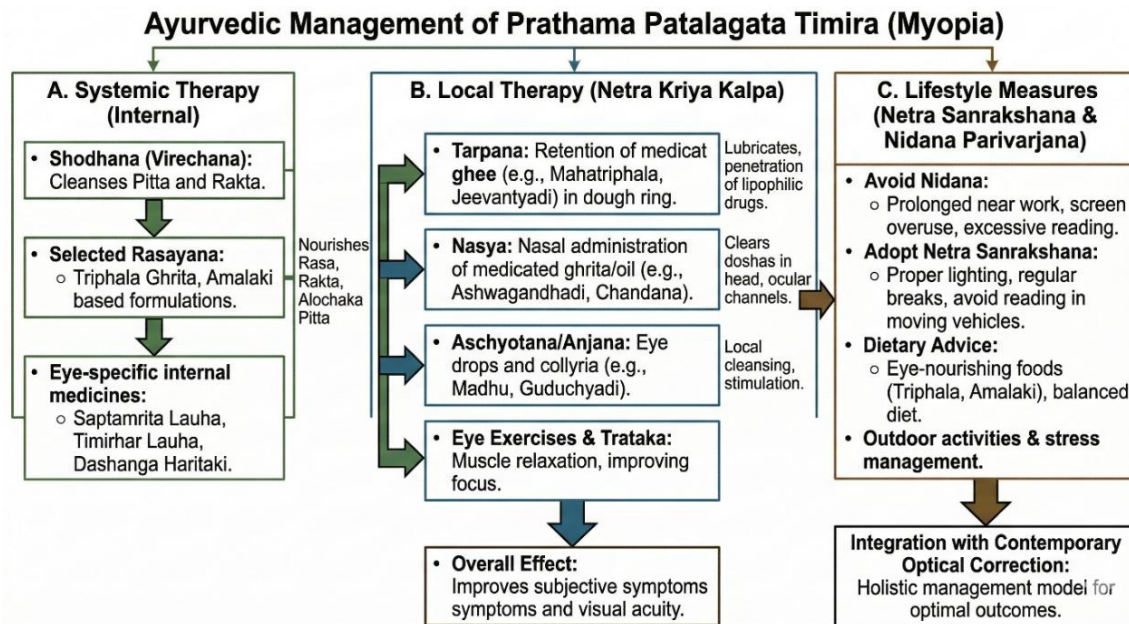 Ayurvedic Management of Prathama Patalagata Timira (Myopia)
A. Systemic Therapy
(Internal)
• Shodhana (Virechana):
Cleanses Pitta and Rakta.
• Selected Rasayana:
○ Triphala Ghrita, Amalaki
based formulations.
• Eye-specific internal
medicines:
○ Saptamrita Lauha,
Timirhar Lauha,
Dashanga Haritaki.
Nourishes
Rasa,
Rakta,
Alochaka
Pitta
B. Local Therapy (Netra Kriya Kalpa)
• Tarpana: Retention of medicat
ghee (e.g., Mahatriphala,
Jeevantyadi) in dough ring.
Lubricates,
penetration
of lipophilic
drugs.
• Nasya: Nasal administration
of medicated ghrita/oil (e.g.,
Ashwagandhadi, Chandana).
Clears
doshas in
head, ocular
channels.
• Aschyotana/Anjana: Eye
drops and collyria (e.g.,
Madhu, Guduchyadi).
Local
cleansing,
stimulation.
• Eye Exercises & Trataka:
Muscle relaxation, improving
focus.
• Overall Effect:
Improves subjective symptoms
symptoms and visual acuity.
C. Lifestyle Measures
(Netra Sanrakshana &
Nidana Parivarjana)
• Avoid Nidana:
○ Prolonged near work, screen
overuse, excessive reading.
• Adopt Netra Sanrakshana:
○ Proper lighting, regular
breaks, avoid reading in
moving vehicles.
• Dietary Advice:
○ Eye-nourishing foods
(Triphala, Amalaki), balanced
diet.
• Outdoor activities & stress
management.
Integration with Contemporary
Optical Correction:
Holistic management model for
optimal outcomes.